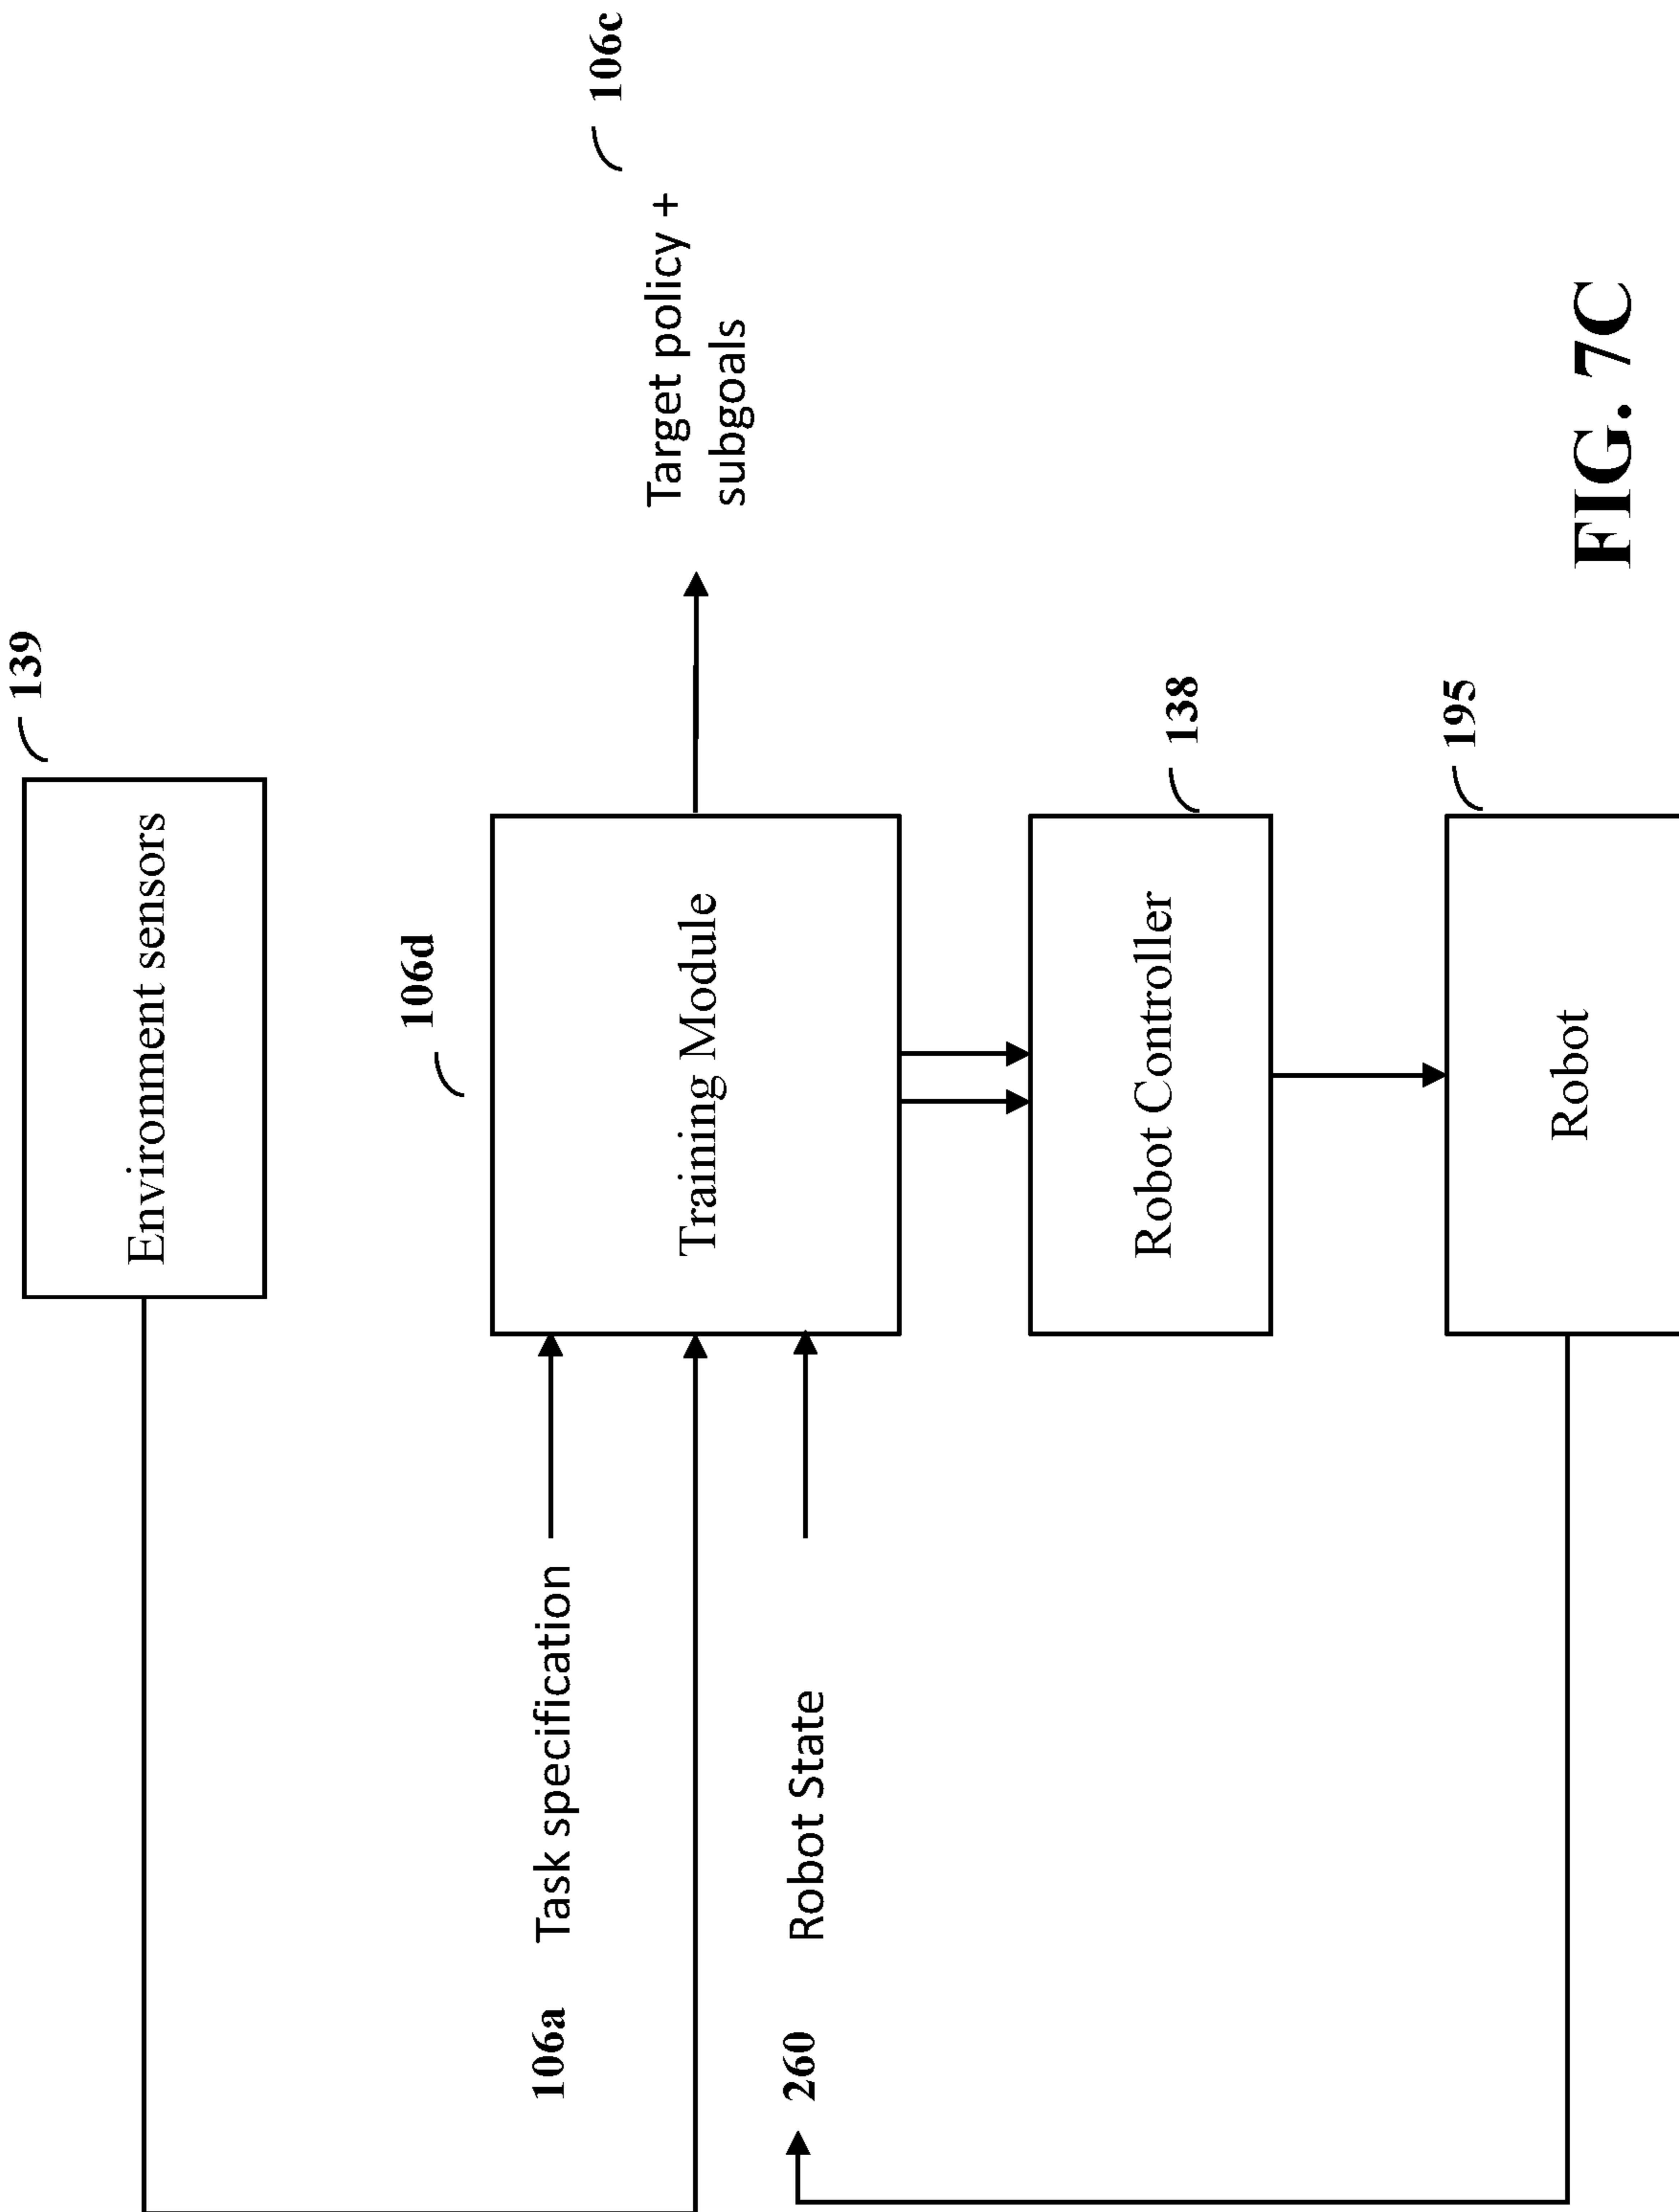 139
Environment sensors
106d
106a
Task specification
Training Module
Target policy +
subgoals
106c
260
Robot State
138
Robot Controller
195
Robot
FIG. 7C